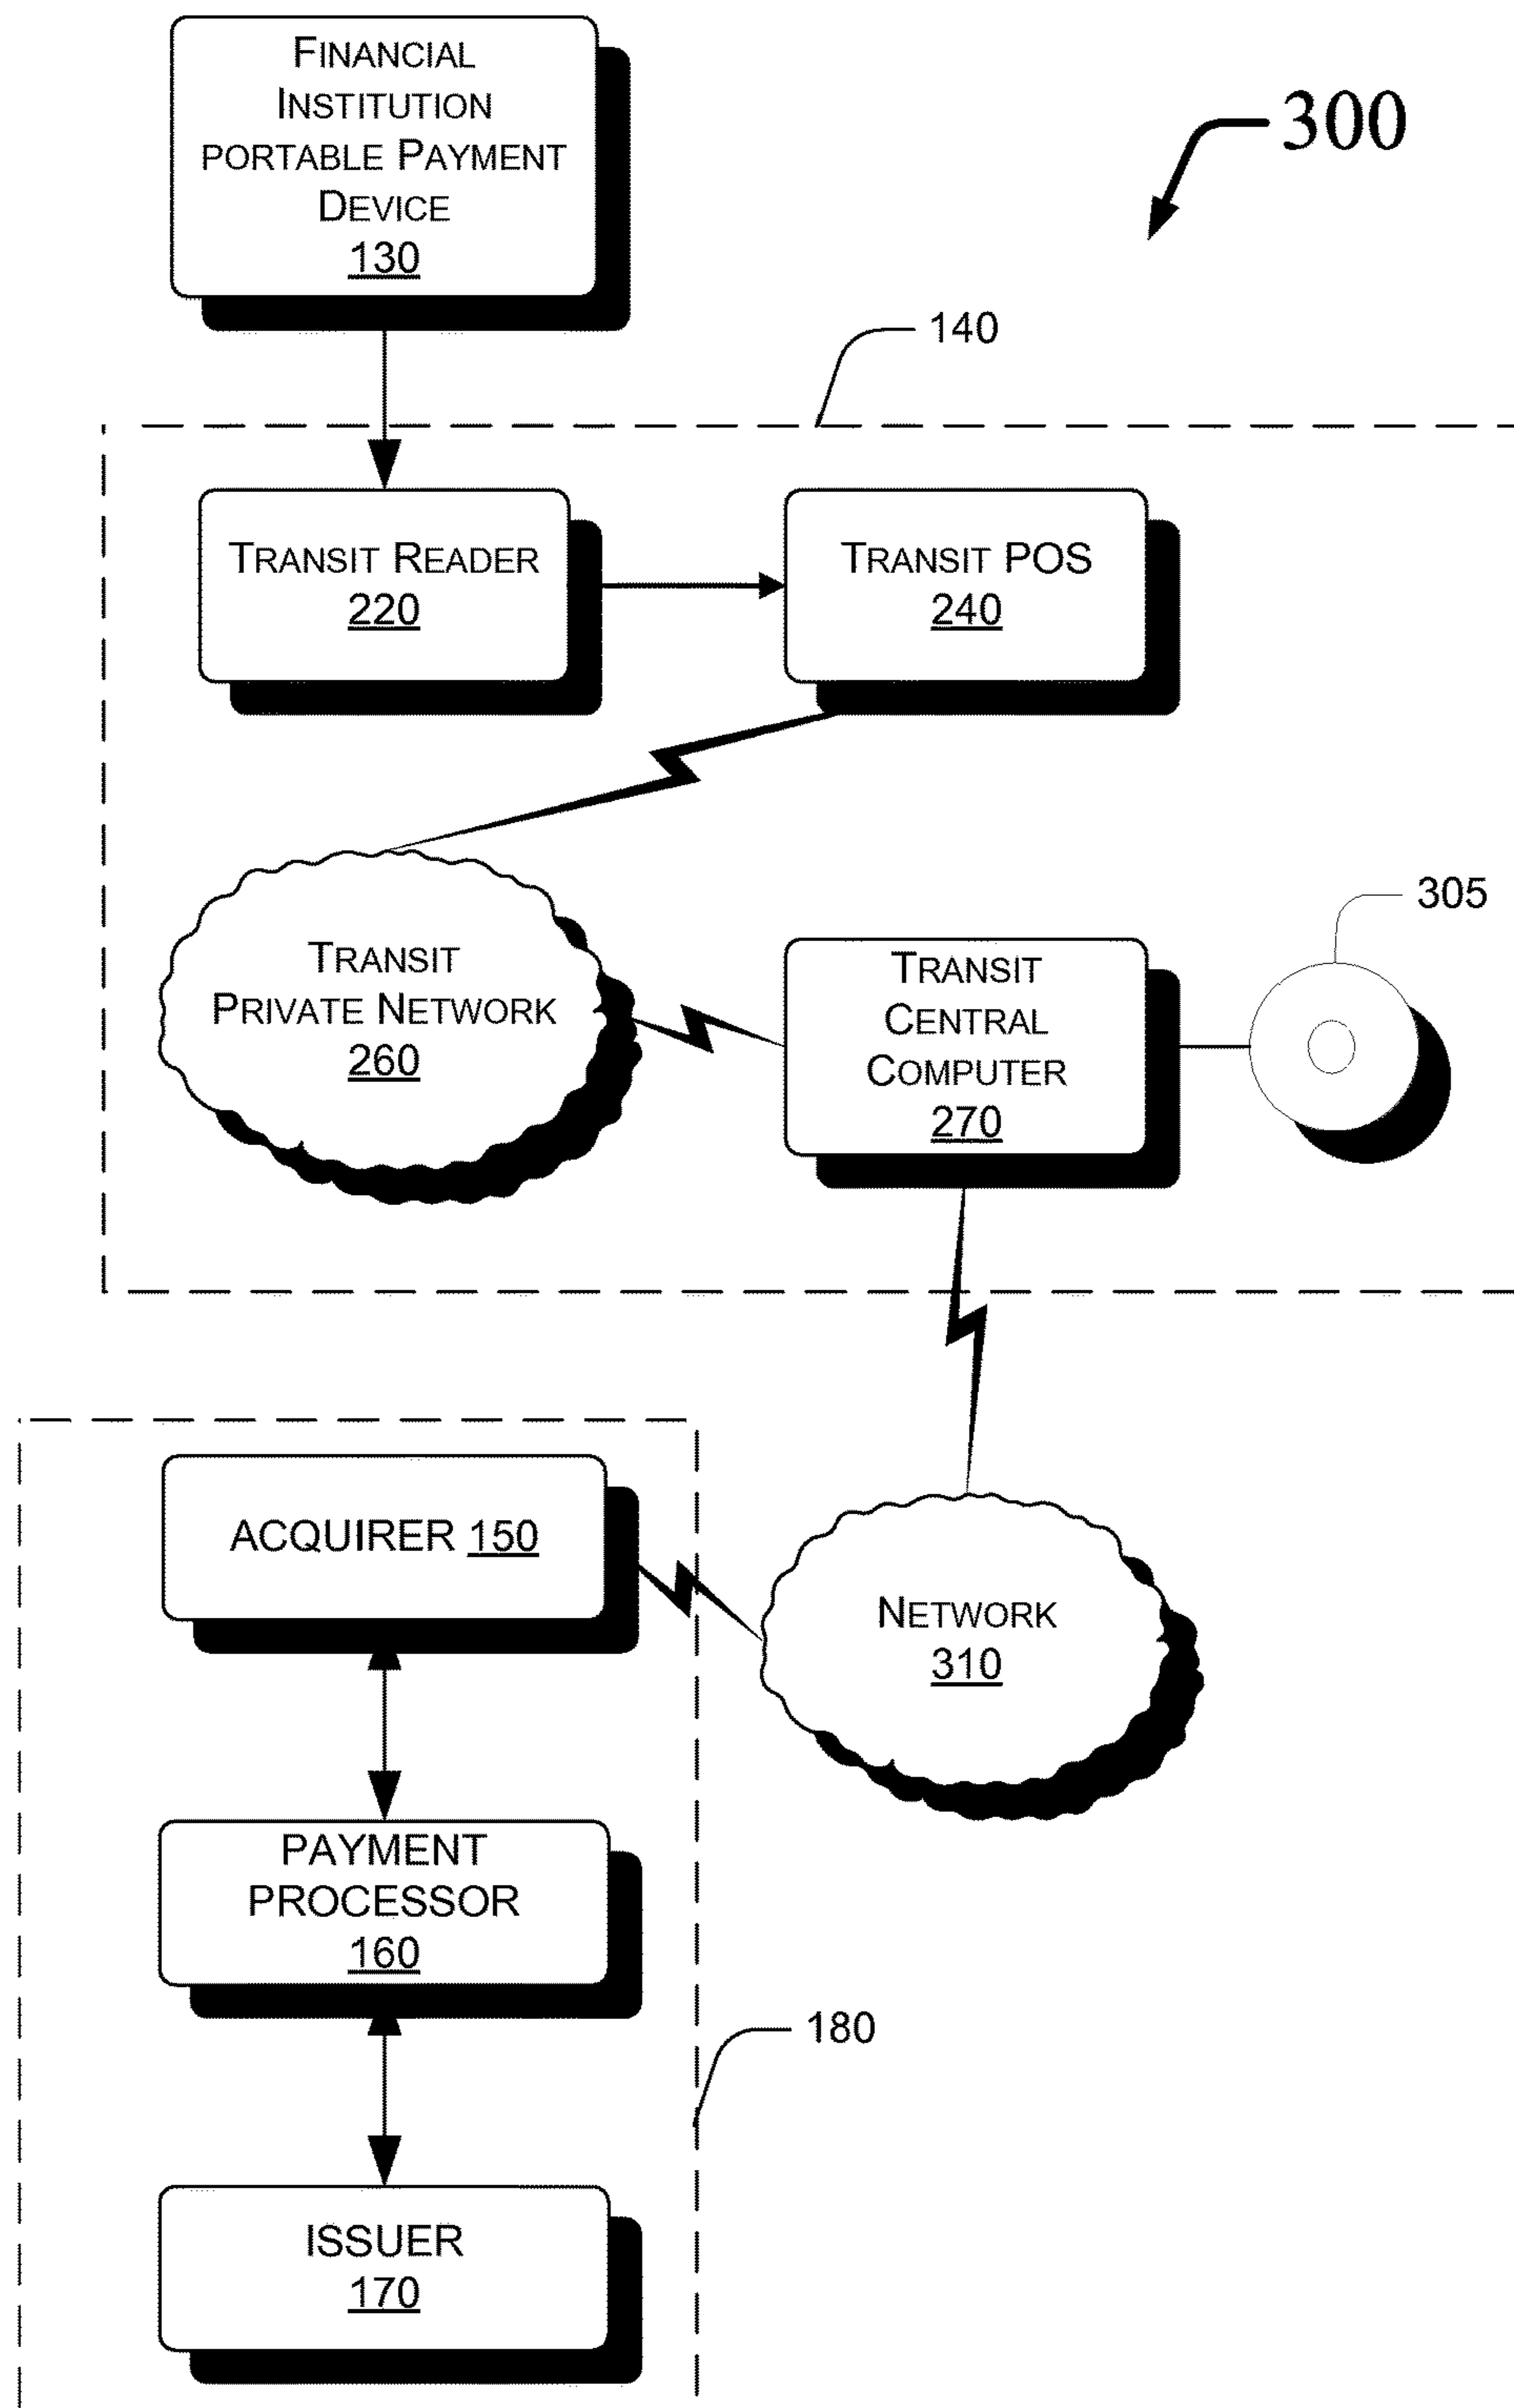 FINANCIAL
INSTITUTION
PORTABLE PAYMENT
DEVICE
130
300
140
TRANSIT READER
220
TRANSIT POS
240
305
TRANSIT
PRIVATE NETWORK
260
TRANSIT
CENTRAL
COMPUTER
270
ACQUIRER 150
NETWORK
310
PAYMENT
PROCESSOR
160
180
ISSUER
170